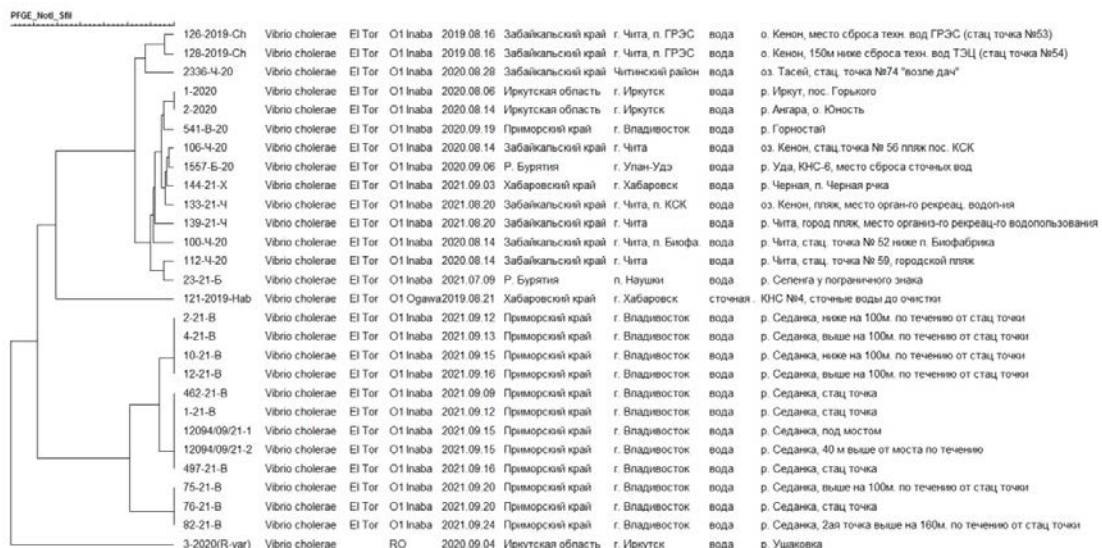 PFGE_NotI_SfiI
126-2019-Ch Vibrio cholerae El Tor O1 Inaba 2019.08.16 Забайкальский край г. Чита, п. ГРЭС вода о. Кенон, место сброса техн. вод ГРЭС (стац точка №53)
128-2019-Ch Vibrio cholerae El Tor O1 Inaba 2019.08.16 Забайкальский край г. Чита, п. ГРЭС вода о. Кенон, 150м ниже сброса техн. вод ТЭЦ (стац точка №54)
2336-Ч-20 Vibrio cholerae El Tor O1 Inaba 2020.08.28 Забайкальский край Читинский район вода оз. Тасей, стац. точка №74 "возле дач"
1-2020 Vibrio cholerae El Tor O1 Inaba 2020.08.06 Иркутская область г. Иркутск вода р. Иркут, пос. Горького
2-2020 Vibrio cholerae El Tor O1 Inaba 2020.08.14 Иркутская область г. Иркутск вода р. Ангара, о. Юность
541-В-20 Vibrio cholerae El Tor O1 Inaba 2020.09.19 Приморский край г. Владивосток вода р. Горностай
106-Ч-20 Vibrio cholerae El Tor O1 Inaba 2020.08.14 Забайкальский край г. Чита вода оз. Кенон, стац.точка № 56 пляж пос. КСК
1557-Б-20 Vibrio cholerae El Tor O1 Inaba 2020.09.06 Р. Бурятия г. Улан-Удэ вода р. Уда, КНС-6, место сброса сточных вод
144-21-Х Vibrio cholerae El Tor O1 Inaba 2021.09.03 Хабаровский край г. Хабаровск вода р. Черная, п. Черная рчка
133-21-Ч Vibrio cholerae El Tor O1 Inaba 2021.08.20 Забайкальский край г. Чита, п. КСК вода оз. Кенон, пляж, место орган-го рекреац. водоп-ия
139-21-Ч Vibrio cholerae El Tor O1 Inaba 2021.08.20 Забайкальский край г. Чита вода р. Чита, город пляж, место организ-го рекреац-го водопользования
100-Ч-20 Vibrio cholerae El Tor O1 Inaba 2020.08.14 Забайкальский край г. Чита, п. Биофа. вода р. Чита, стац. точка № 52 ниже п. Биофабрика
112-Ч-20 Vibrio cholerae El Tor O1 Inaba 2020.08.14 Забайкальский край г. Чита вода р. Чита, стац. точка № 59, городской пляж
23-21-Б Vibrio cholerae El Tor O1 Inaba 2021.07.09 Р. Бурятия п. Наушки вода р. Селенга у пограничного знака
121-2019-Hab Vibrio cholerae El Tor O1 Ogawa 2019.08.21 Хабаровский край г. Хабаровск сточная . КНС №4, сточные воды до очистки
2-21-В Vibrio cholerae El Tor O1 Inaba 2021.09.12 Приморский край г. Владивосток вода р. Седанка, ниже на 100м. по течению от стац точки
4-21-В Vibrio cholerae El Tor O1 Inaba 2021.09.13 Приморский край г. Владивосток вода р. Седанка, выше на 100м. по течению от стац точки
10-21-В Vibrio cholerae El Tor O1 Inaba 2021.09.15 Приморский край г. Владивосток вода р. Седанка, ниже на 100м. по течению от стац точки
12-21-В Vibrio cholerae El Tor O1 Inaba 2021.09.16 Приморский край г. Владивосток вода р. Седанка, выше на 100м. по течению от стац точки
462-21-В Vibrio cholerae El Tor O1 Inaba 2021.09.09 Приморский край г. Владивосток вода р. Седанка, стац точка
1-21-В Vibrio cholerae El Tor O1 Inaba 2021.09.12 Приморский край г. Владивосток вода р. Седанка, стац точка
12094/09/21-1 Vibrio cholerae El Tor O1 Inaba 2021.09.15 Приморский край г. Владивосток вода р. Седанка, под мостом
12094/09/21-2 Vibrio cholerae El Tor O1 Inaba 2021.09.15 Приморский край г. Владивосток вода р. Седанка, 40 м выше от моста по течению
497-21-В Vibrio cholerae El Tor O1 Inaba 2021.09.16 Приморский край г. Владивосток вода р. Седанка, стац точка
75-21-В Vibrio cholerae El Tor O1 Inaba 2021.09.20 Приморский край г. Владивосток вода р. Седанка, выше на 100м. по течению от стац точки
76-21-В Vibrio cholerae El Tor O1 Inaba 2021.09.20 Приморский край г. Владивосток вода р. Седанка, стац точка
82-21-В Vibrio cholerae El Tor O1 Inaba 2021.09.24 Приморский край г. Владивосток вода р. Седанка, 2ая точка выше на 160м. по течению от стац точки
3-2020(R-var) Vibrio cholerae RO 2020.09.04 Иркутская область г. Иркутск вода р. Ушаковка